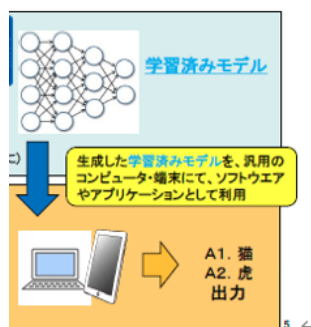 学習済みモデル
に)
生成した学習済みモデルを、汎用の
コンピュータ・端末にて、ソフトウエア
やアプリケーションとして利用
A1. 猫
A2. 虎
出力
5